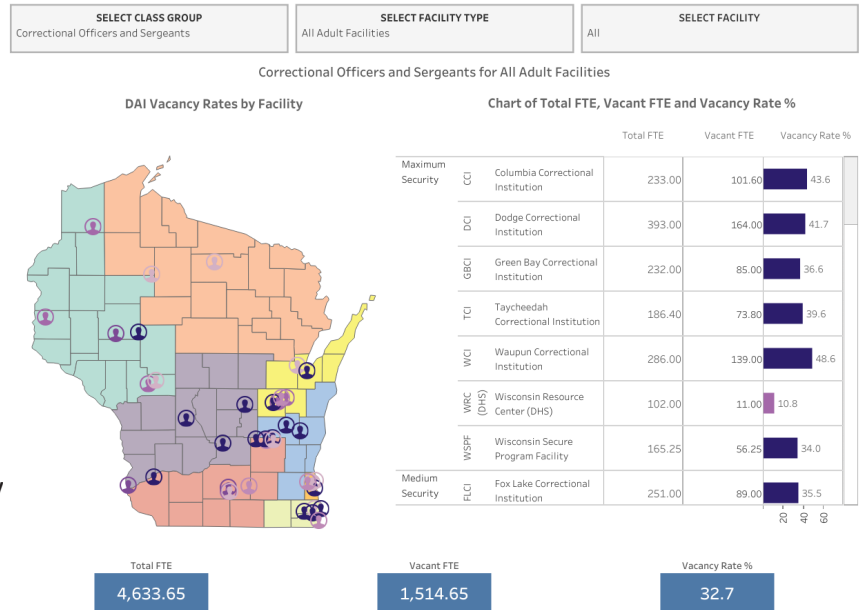 SELECT CLASS GROUP
Correctional Officers and Sergeants
SELECT FACILITY TYPE
All Adult Facilities
SELECT FACILITY
All
Correctional Officers and Sergeants for All Adult Facilities
DAI Vacancy Rates by Facility
Chart of Total FTE, Vacant FTE and Vacancy Rate %
Total FTE Vacant FTE Vacancy Rate %
Maximum
Security
CCI
Columbia Correctional
Institution
233.00 101.60 43.6
DCI
Dodge Correctional
Institution
393.00 164.00 41.7
GBCI
Green Bay Correctional
Institution
232.00 85.00 36.6
TCI
Taycheedah
Correctional Institution
186.40 73.80 39.6
WCI
Waupun Correctional
Institution
286.00 139.00 48.6
WRC
(DHS)
Wisconsin Resource
Center (DHS)
102.00 11.00 10.8
WSPF
Wisconsin Secure
Program Facility
165.25 56.25 34.0
Medium
Security
FLCI
Fox Lake Correctional
Institution
251.00 89.00 35.5
20 40 60
Total FTE
4,633.65
Vacant FTE
1,514.65
Vacancy Rate %
32.7